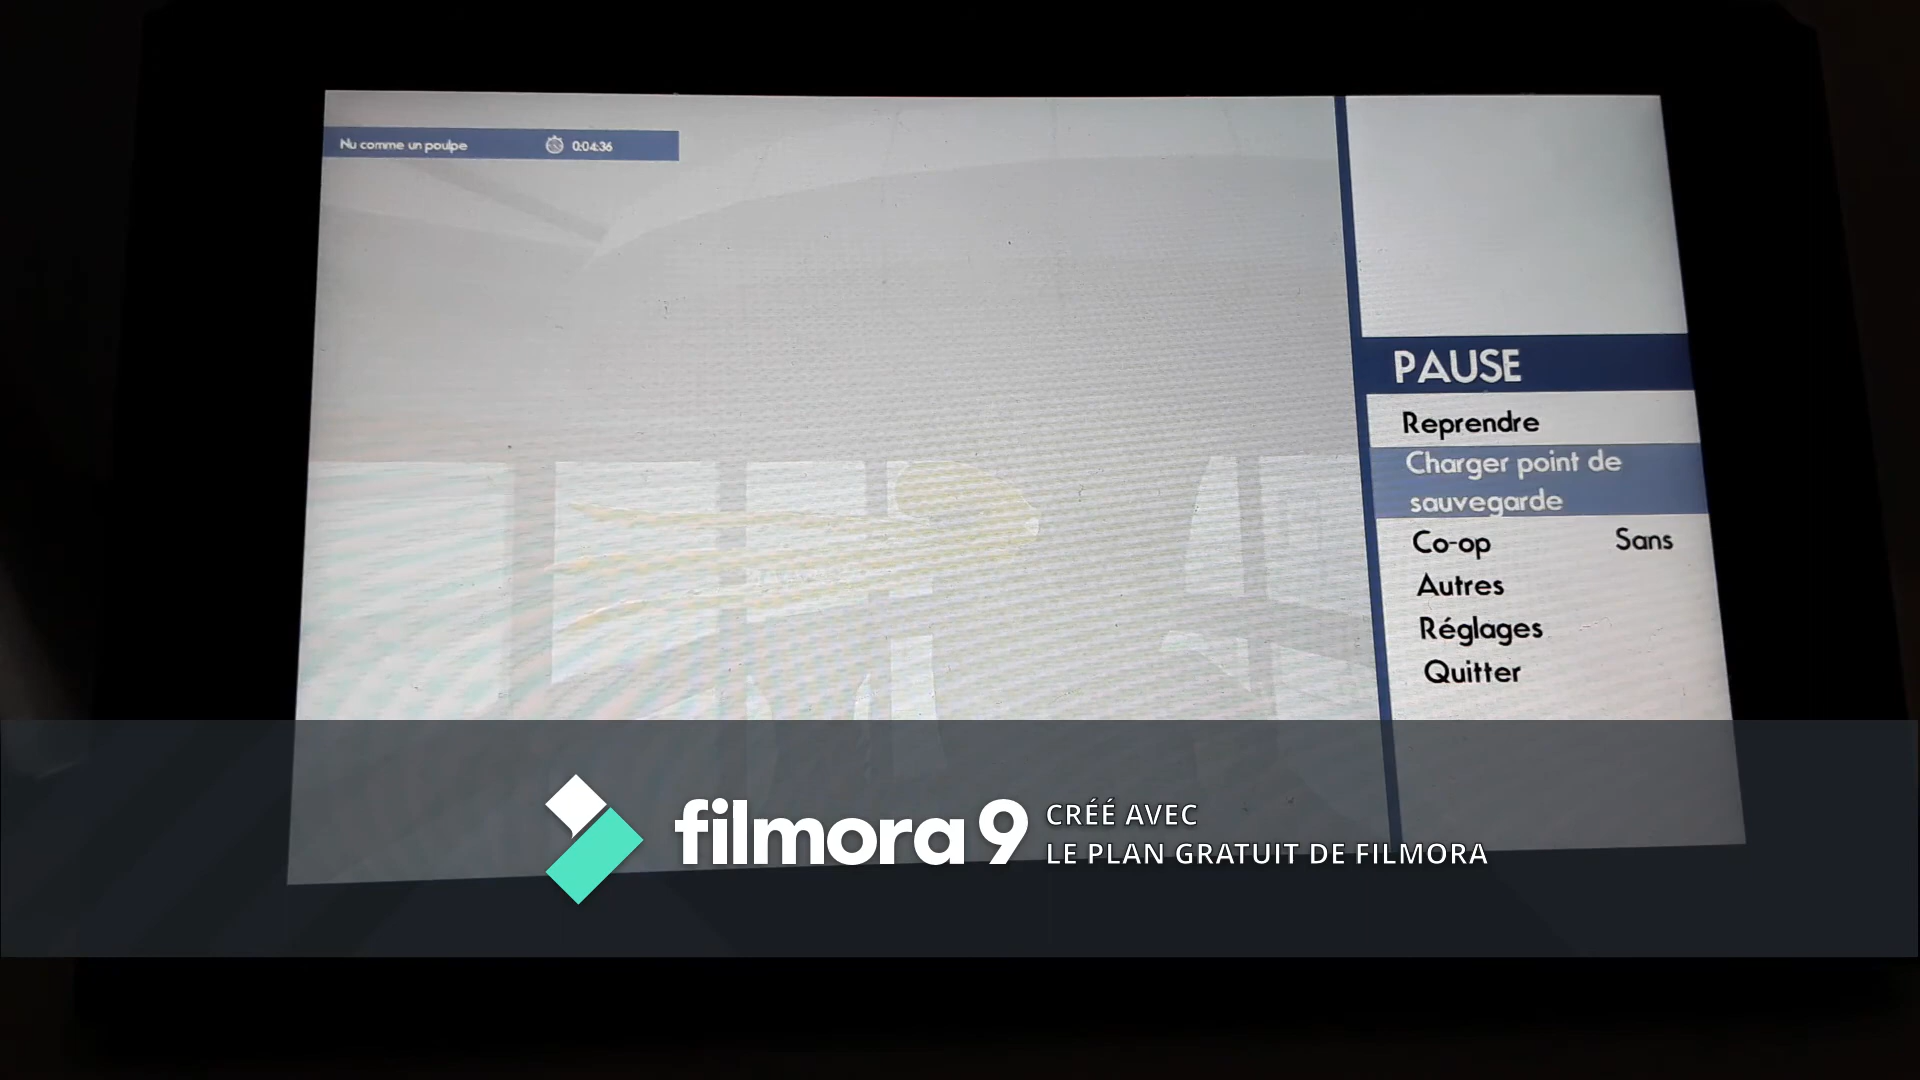 Nu comme un poulpe 0:04:36
PAUSE
Reprendre
Charger point de
sauvegarde
Co-op Sans
Autres
Réglages
Quitter
filmora9 CRÉÉ AVEC
LE PLAN GRATUIT DE FILMORA